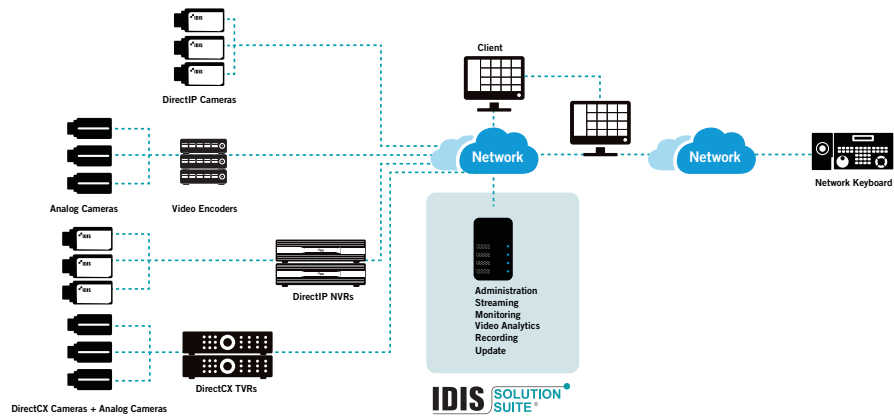 IDIS
IDIS
IDIS
DirectIP Cameras
Client
Analog Cameras
Video Encoders
Network
Network
Network Keyboard
IDIS
IDIS
IDIS
DirectIP NVRs
DirectCX Cameras + Analog Cameras
DirectCX TVRs
Administration
Streaming
Monitoring
Video Analytics
Recording
Update
IDIS SOLUTION
SUITE®